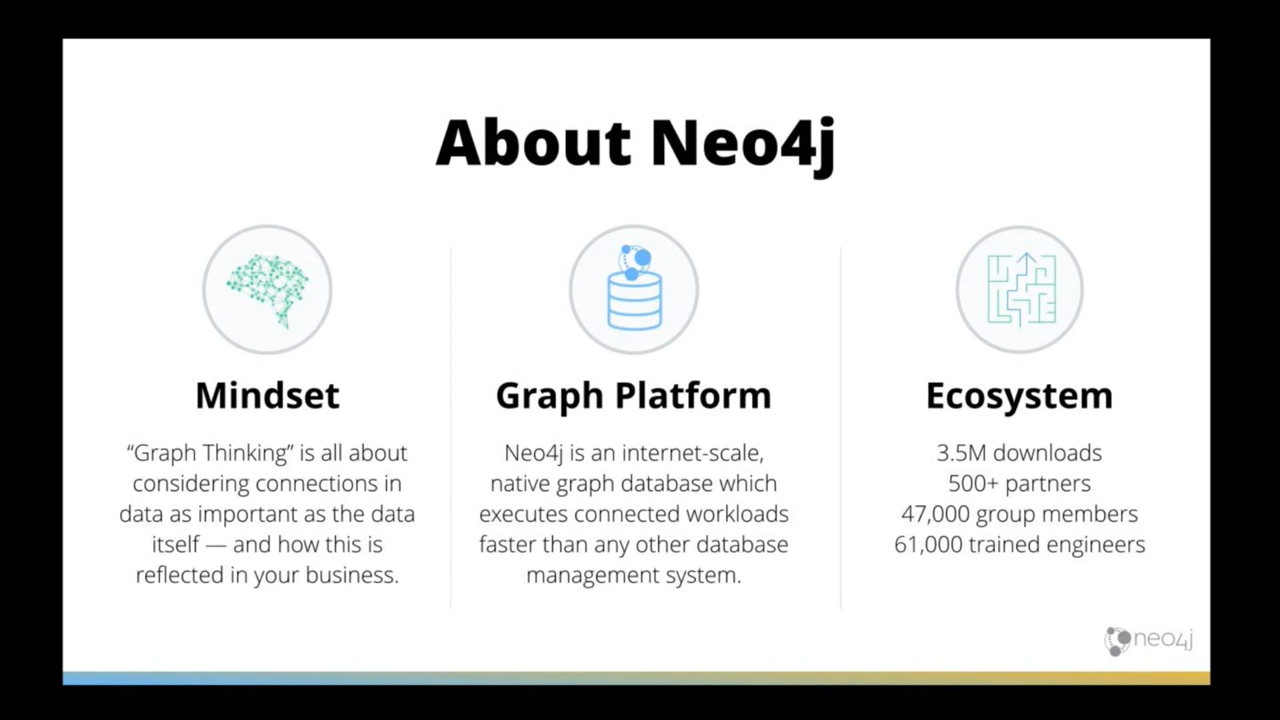 About Neo4j
Mindset
“Graph Thinking” is all about
considering connections in
data as important as the data
itself — and how this is
reflected in your business.
Graph Platform
Neo4j is an internet-scale,
native graph database which
executes connected workloads
faster than any other database
management system.
Ecosystem
3.5M downloads
500+ partners
47,000 group members
61,000 trained engineers
neo4j